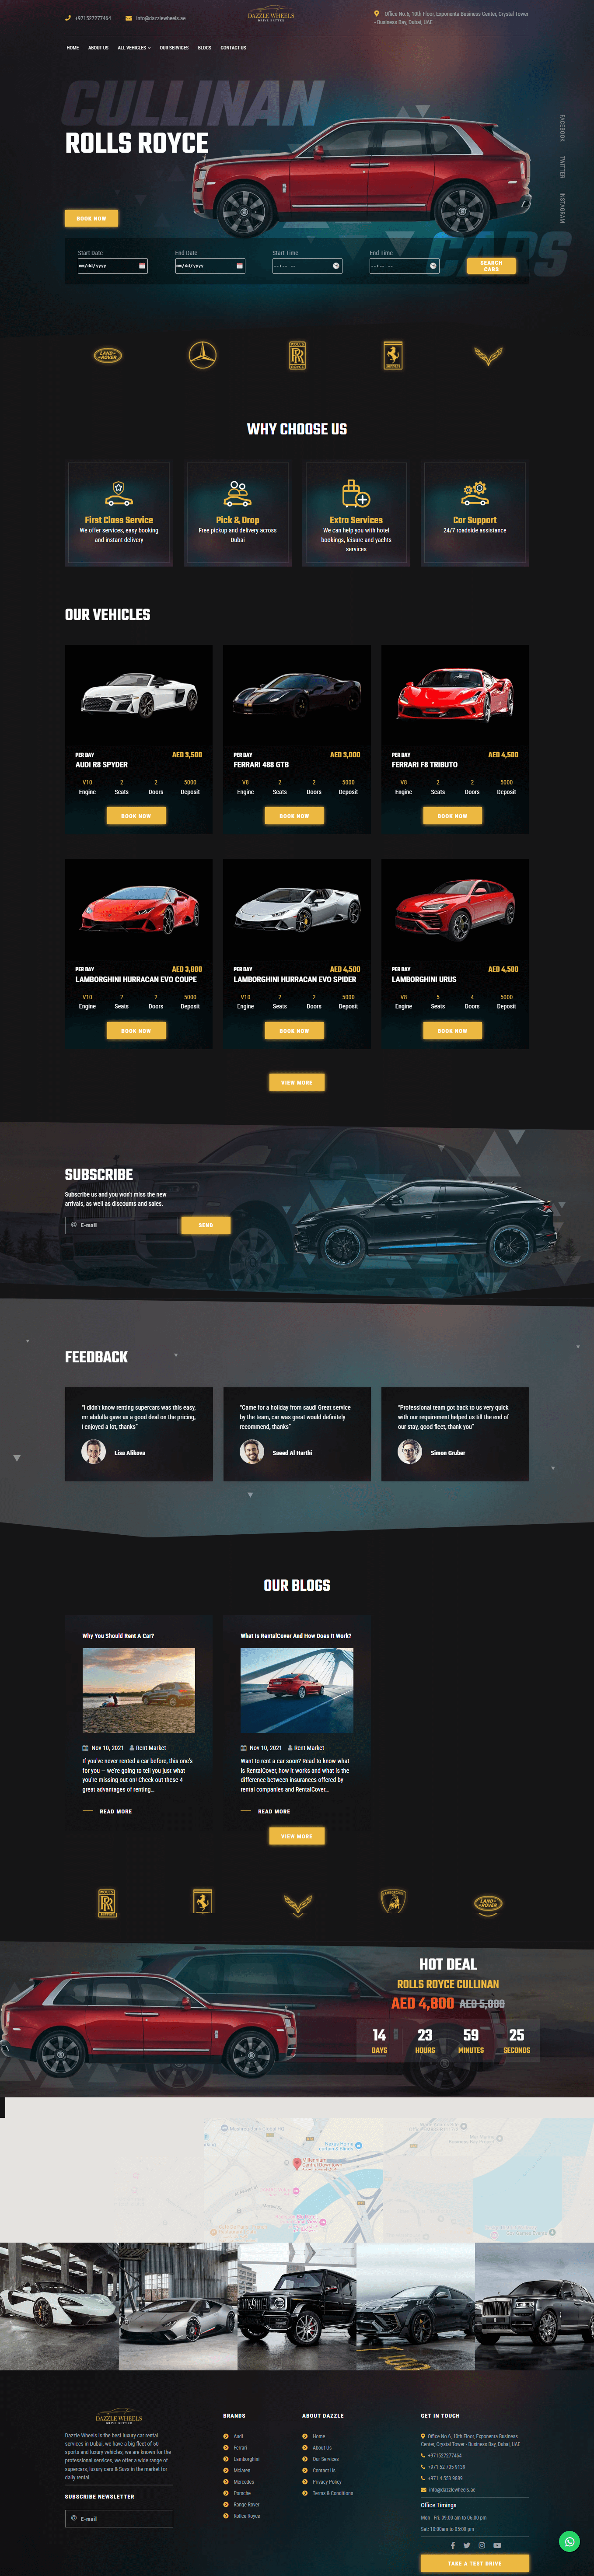 +971527277464
info@dazzlewheels.ae
DAZZLE WHEELS
DRIVE BETTER
Office No.6, 10th Floor, Exponenta Business Center, Crystal Tower
- Business Bay, Dubai, UAE
HOME
ABOUT US
ALL VEHICLES
OUR SERVICES
BLOGS
CONTACT US
CULLINAN
ROLLS ROYCE
FACEBOOK
TWITTER
INSTAGRAM
BOOK NOW
CARS
Start Date
End Date
Start Time
End Time
mm/dd/yyyy
mm/dd/yyyy
--:-- --
--:-- --
SEARCH
CARS
WHY CHOOSE US
First Class Service
We offer services, easy booking
and instant delivery
Pick & Drop
Free pickup and delivery across
Dubai
Extra Services
We can help you with hotel
bookings, leisure and yachts
services
Car Support
24/7 roadside assistance
OUR VEHICLES
PER DAY
AED 3,500
AUDI R8 SPYDER
V10
2
2
5000
Engine
Seats
Doors
Deposit
BOOK NOW
PER DAY
AED 3,000
FERRARI 488 GTB
V8
2
2
5000
Engine
Seats
Doors
Deposit
BOOK NOW
PER DAY
AED 4,500
FERRARI F8 TRIBUTO
V8
2
2
5000
Engine
Seats
Doors
Deposit
BOOK NOW
PER DAY
AED 3,800
LAMBORGHINI HURRACAN EVO COUPE
V10
2
2
5000
Engine
Seats
Doors
Deposit
BOOK NOW
PER DAY
AED 4,500
LAMBORGHINI HURRACAN EVO SPIDER
V10
2
2
5000
Engine
Seats
Doors
Deposit
BOOK NOW
PER DAY
AED 4,500
LAMBORGHINI URUS
V8
5
4
5000
Engine
Seats
Doors
Deposit
BOOK NOW
VIEW MORE
SUBSCRIBE
Subscribe us and you won't miss the new
arrivals, as well as discounts and sales.
E-mail
SEND
FEEDBACK
"I didn't know renting supercars was this easy,
mr abdulla gave us a good deal on the pricing,
I enjoyed a lot, thanks"
Lisa Alikova
"Came for a holiday from saudi Great service
by the team, car was great would definitely
recommend, thanks"
Saeed Al Harthi
"Professional team got back to us very quick
with our requirement helped us till the end of
our stay, good fleet, thank you"
Simon Gruber
OUR BLOGS
Why You Should Rent A Car?
Nov 10, 2021
Rent Market
If you've never rented a car before, this one's
for you — we're going to tell you just what
you're missing out on! Check out these 4
great advantages of renting...
READ MORE
What Is RentalCover And How Does It Work?
Nov 10, 2021
Rent Market
Want to rent a car soon? Read to know what
is RentalCover, how it works and what is the
difference between insurances offered by
rental companies and RentalCover...
READ MORE
VIEW MORE
HOT DEAL
ROLLS ROYCE CULLINAN
AED 4,800 AED 5,800
14
23
59
25
DAYS
HOURS
MINUTES
SECONDS
DAZZLE WHEELS
DRIVE BETTER
Dazzle Wheels is the best luxury car rental
services in Dubai, we have a big fleet of 50
sports and luxury vehicles; we are known for the
professional services, we offer a wide range of
supercars, luxury cars & Suvs in the market for
daily rental.
SUBSCRIBE NEWSLETTER
E-mail
BRANDS
Audi
Ferrari
Lamborghini
Mclaren
Mercedes
Porsche
Range Rover
Rollce Royce
ABOUT DAZZLE
Home
About Us
Our Services
Contact Us
Privacy Policy
Terms & Conditions
GET IN TOUCH
Office No.6, 10th Floor, Exponenta Business
Center, Crystal Tower - Business Bay, Dubai, UAE
+971527277464
+971 52 705 9139
+971 4 553 9889
info@dazzlewheels.ae
Office Timings
Mon - Fri: 09:00 am to 06:00 pm
Sat: 10:00am to 05:00 pm
TAKE A TEST DRIVE